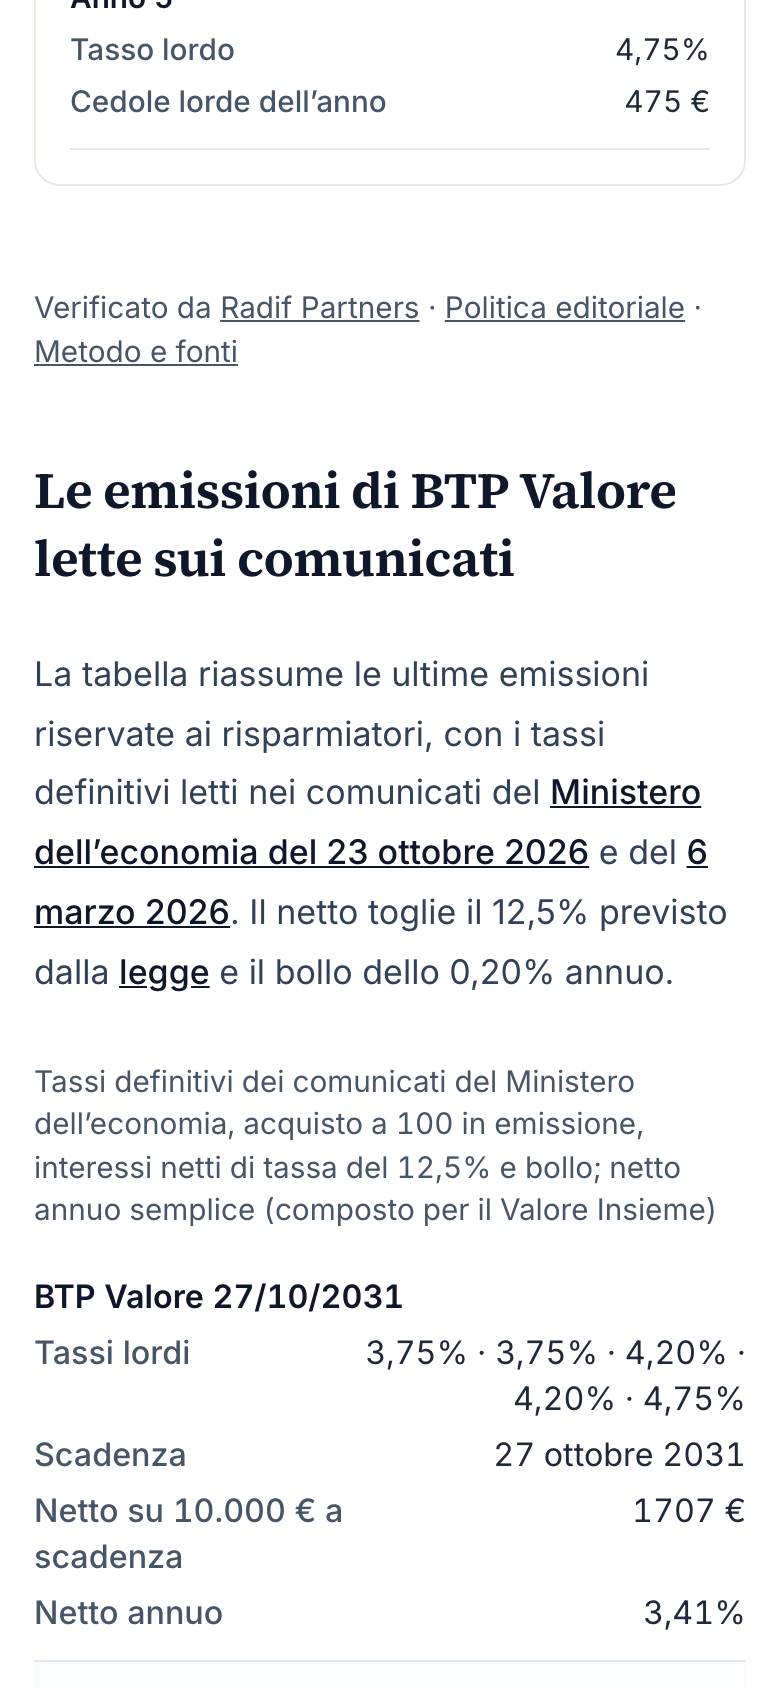 Anno 5
Tasso lordo 4,75%
Cedole lorde dell’anno 475 €
Verificato da Radif Partners · Politica editoriale ·
Metodo e fonti
Le emissioni di BTP Valore
lette sui comunicati
La tabella riassume le ultime emissioni
riservate ai risparmiatori, con i tassi
definitivi letti nei comunicati del Ministero
dell’economia del 23 ottobre 2026 e del 6
marzo 2026. Il netto toglie il 12,5% previsto
dalla legge e il bollo dello 0,20% annuo.
Tassi definitivi dei comunicati del Ministero
dell’economia, acquisto a 100 in emissione,
interessi netti di tassa del 12,5% e bollo; netto
annuo semplice (composto per il Valore Insieme)
BTP Valore 27/10/2031
Tassi lordi 3,75% · 3,75% · 4,20% ·
4,20% · 4,75%
Scadenza 27 ottobre 2031
Netto su 10.000 € a 1707 €
scadenza
Netto annuo 3,41%